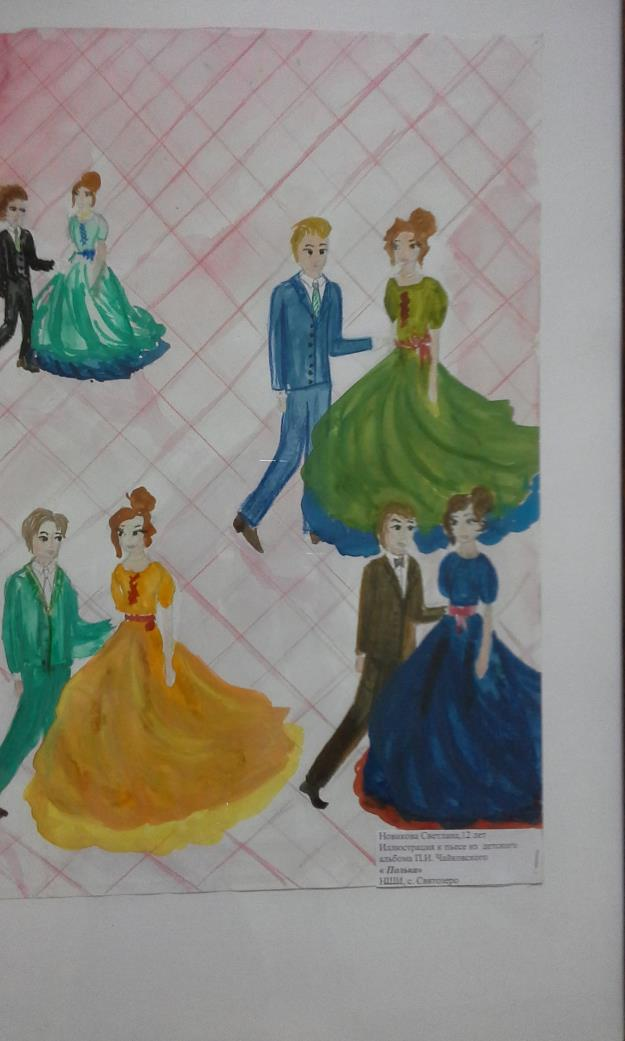 Новикова Светлана,12 лет
Иллюстрация к пьесе из детского
альбома П.И. Чайковского
« Полька»
НШИ, с. Святозеро